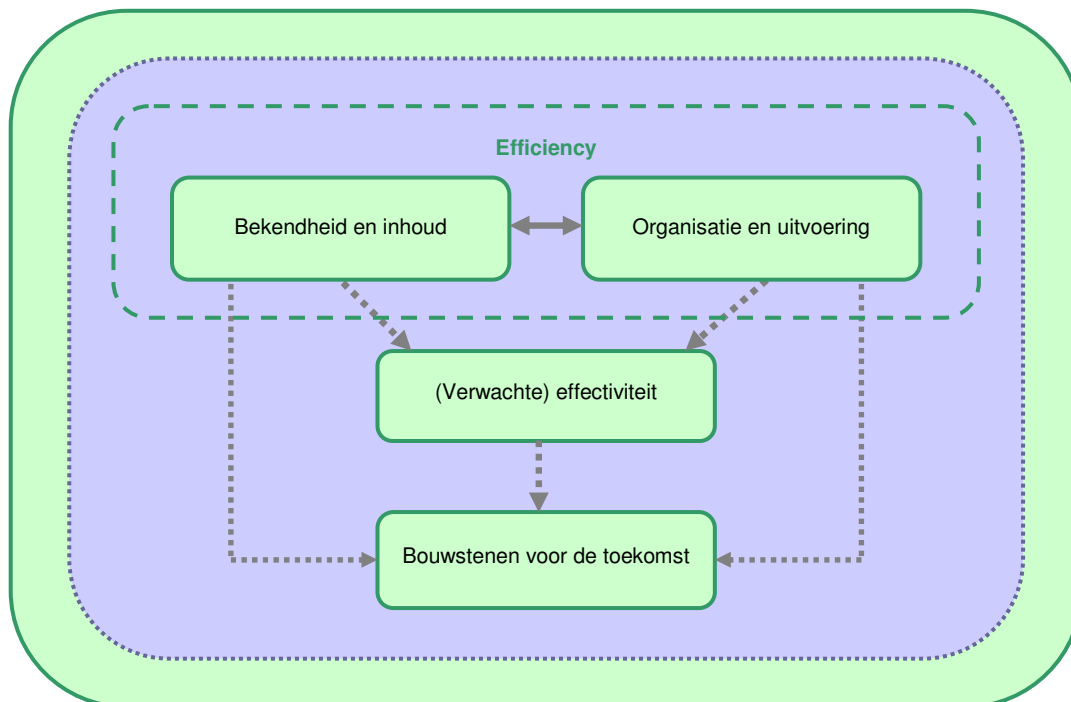 Efficiency
Bekendheid en inhoud
Organisatie en uitvoering
(Verwachte) effectiviteit
Bouwstenen voor de toekomst